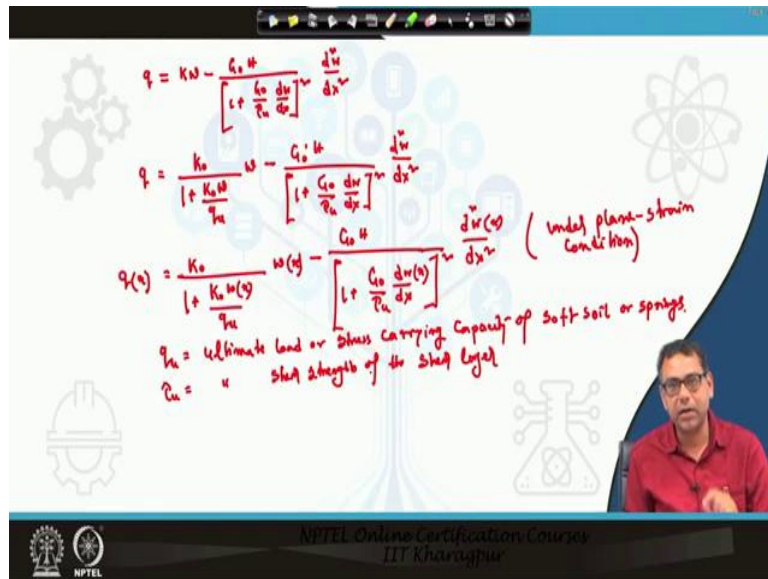 q = kw - G₀H / [1 + G₀/τᵤ dw/dx]² d²w/dx²
q = k₀ / (1 + k₀w/qᵤ) w - G₀H / [1 + G₀/τᵤ dw/dx]² d²w/dx²
q(x) = k₀ / (1 + k₀w(x)/qᵤ) w(x) - G₀H / [1 + G₀/τᵤ dw(x)/dx]² d²w(x)/dx² (under plane-strain condition)
qᵤ = ultimate load or stress carrying capacity of soft soil or springs.
τᵤ = " shear strength of the shear layer
NPTEL Online Certification Courses
IIT Kharagpur
NPTEL